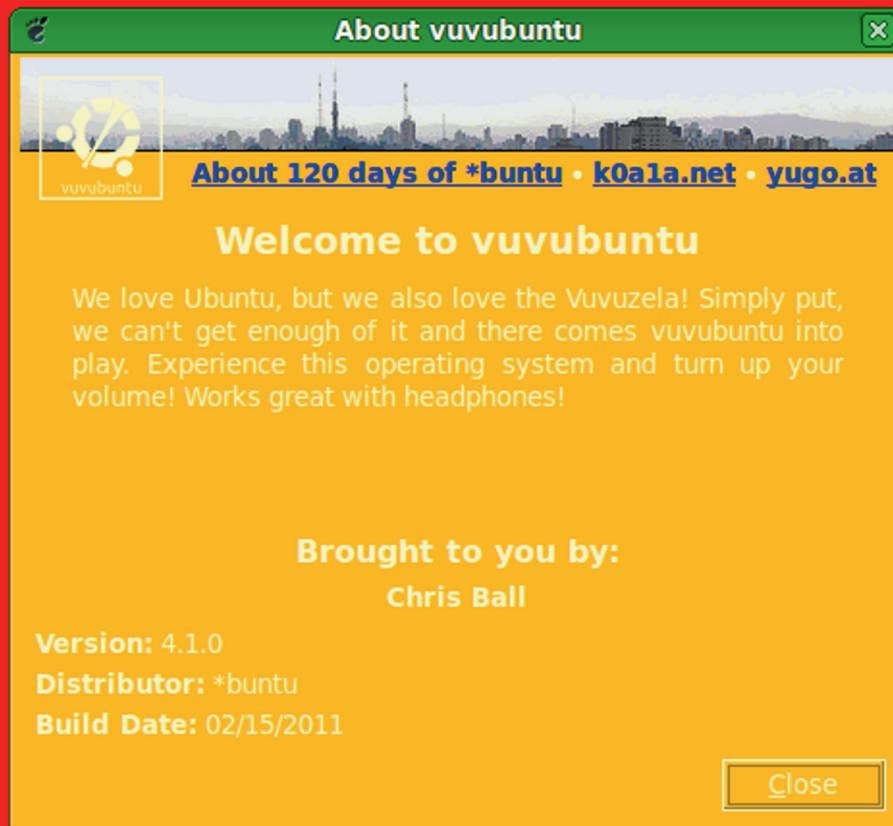 About vuvubuntu
vuvubuntu
About 120 days of *buntu • k0a1a.net • yugo.at
Welcome to vuvubuntu
We love Ubuntu, but we also love the Vuvuzela! Simply put,
we can't get enough of it and there comes vuvubuntu into
play. Experience this operating system and turn up your
volume! Works great with headphones!
Brought to you by:
Chris Ball
Version: 4.1.0
Distributor: *buntu
Build Date: 02/15/2011
Close